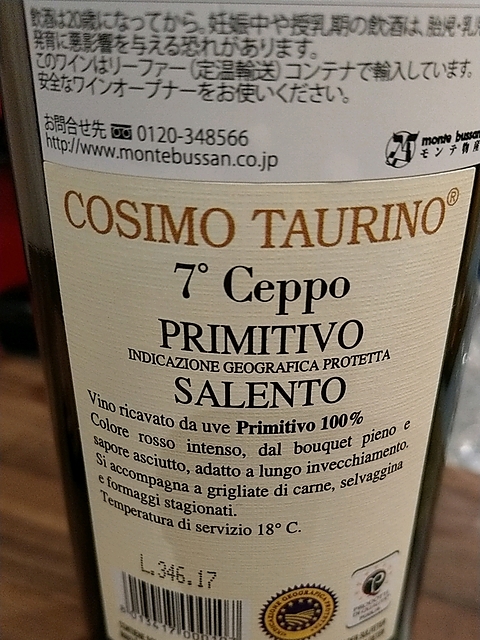 飲酒は20歳になってから。妊娠中や授乳期の飲酒は、胎児・乳
発育に悪影響を与える恐れがあります。
このワインはリーファー(定温輸送)コンテナで輸入しています。
安全なワインオープナーをお使いください。
お問合せ先 0120-348566
http://www.montebussan.co.jp
monte bussan
モンテ物産
COSIMO TAURINO®
7° Ceppo
PRIMITIVO
INDICAZIONE GEOGRAFICA PROTETTA
SALENTO
Vino ricavato da uve Primitivo 100%
Colore rosso intenso, dal bouquet pieno e
sapore asciutto, adatto a lungo invecchiamento.
Si accompagna a grigliate di carne, selvaggina
e formaggi stagionati.
Temperatura di servizio 18° C.
L.346.17
INDICAZIONE GEOGRAFICA PROTETTA